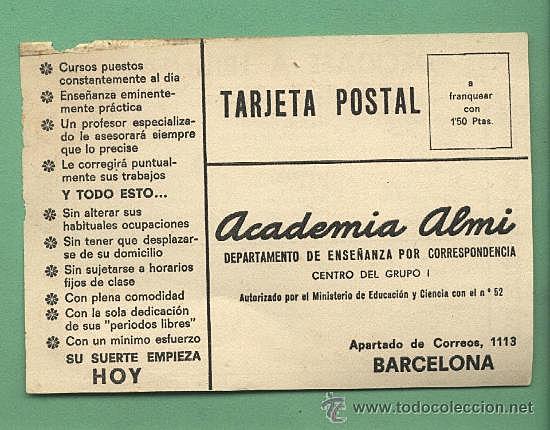 ❋ Cursos puestos
constantemente al día
❋ Enseñanza eminente-
mente práctica
❋ Un profesor especializa-
do le asesorará siempre
que lo precise
❋ Le corregirá puntual-
mente sus trabajos
Y TODO ESTO...
❋ Sin alterar sus
habituales ocupaciones
❋ Sin tener que desplazar-
se de su domicilio
❋ Sin sujetarse a horarios
fijos de clase
❋ Con plena comodidad
❋ Con la sola dedicación
de sus "periodos libres"
❋ Con un mínimo esfuerzo
SU SUERTE EMPIEZA
HOY
TARJETA POSTAL
a
franquear
con
1'50 Ptas.
Academia Almi
DEPARTAMENTO DE ENSEÑANZA POR CORRESPONDENCIA
CENTRO DEL GRUPO I
Autorizado por el Ministerio de Educación y Ciencia con el n° 52
Apartado de Correos, 1113
BARCELONA
© www.todocoleccion.net